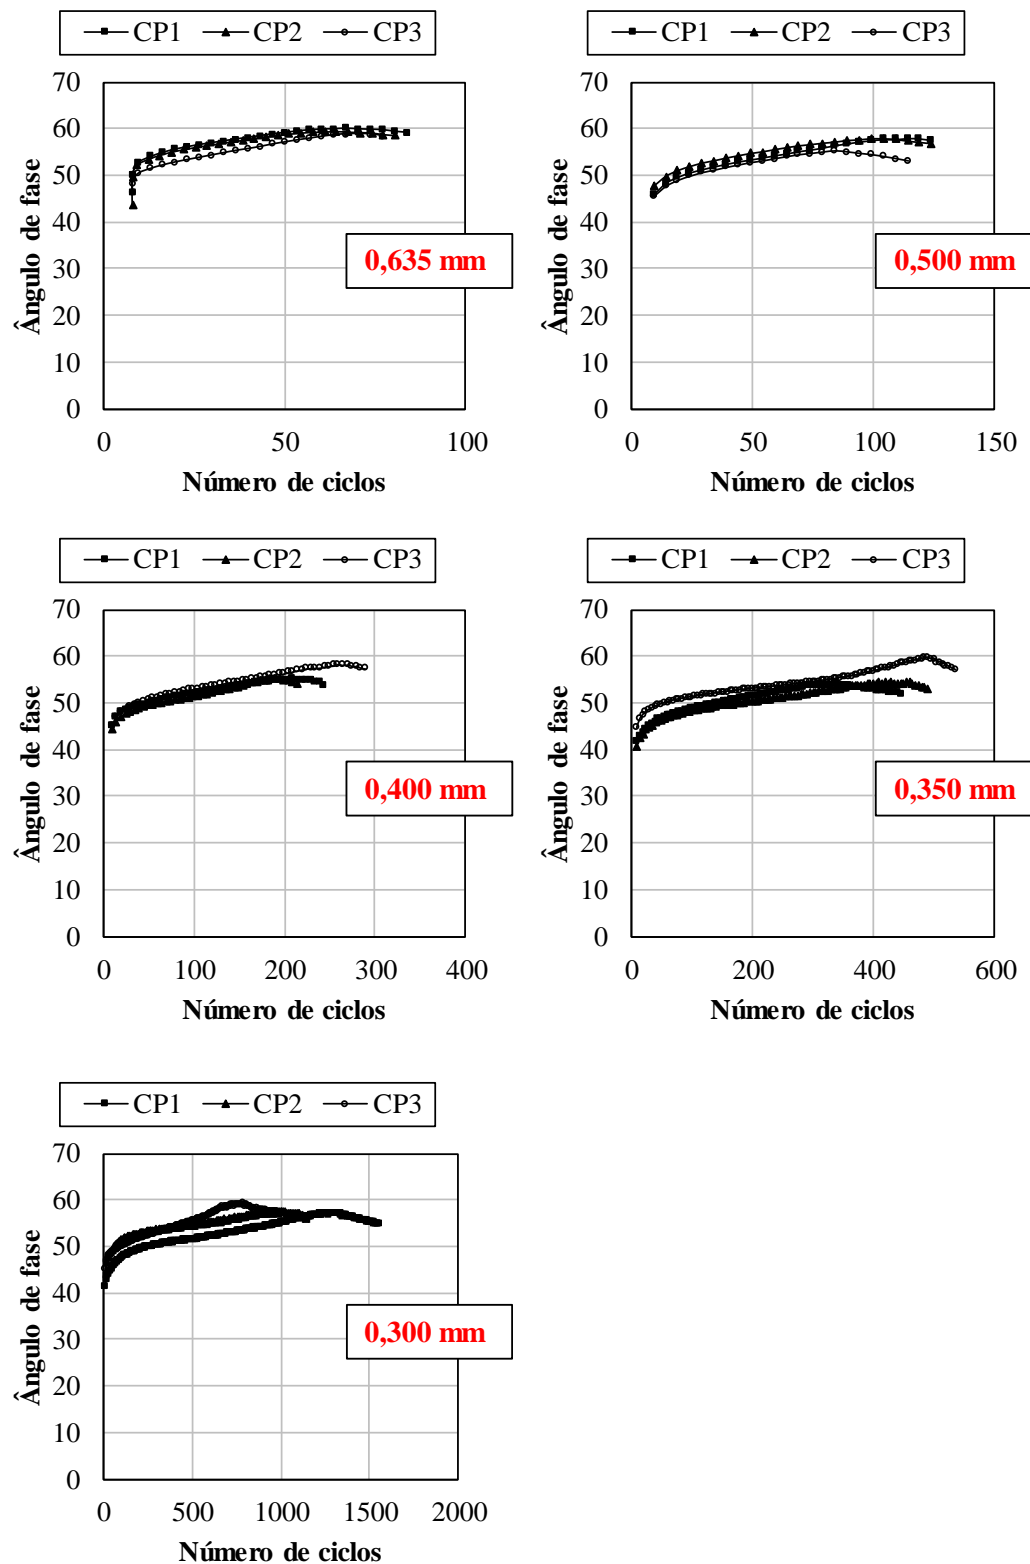 CP1 CP2 CP3
70
60
50
40
30
20
10
0
Ângulo de fase
0,635 mm
0 50 100
Número de ciclos
CP1 CP2 CP3
70
60
50
40
30
20
10
0
Ângulo de fase
0,500 mm
0 50 100 150
Número de ciclos
CP1 CP2 CP3
70
60
50
40
30
20
10
0
Ângulo de fase
0,400 mm
0 100 200 300 400
Número de ciclos
CP1 CP2 CP3
70
60
50
40
30
20
10
0
Ângulo de fase
0,350 mm
0 200 400 600
Número de ciclos
CP1 CP2 CP3
70
60
50
40
30
20
10
0
Ângulo de fase
0,300 mm
0 500 1000 1500 2000
Número de ciclos